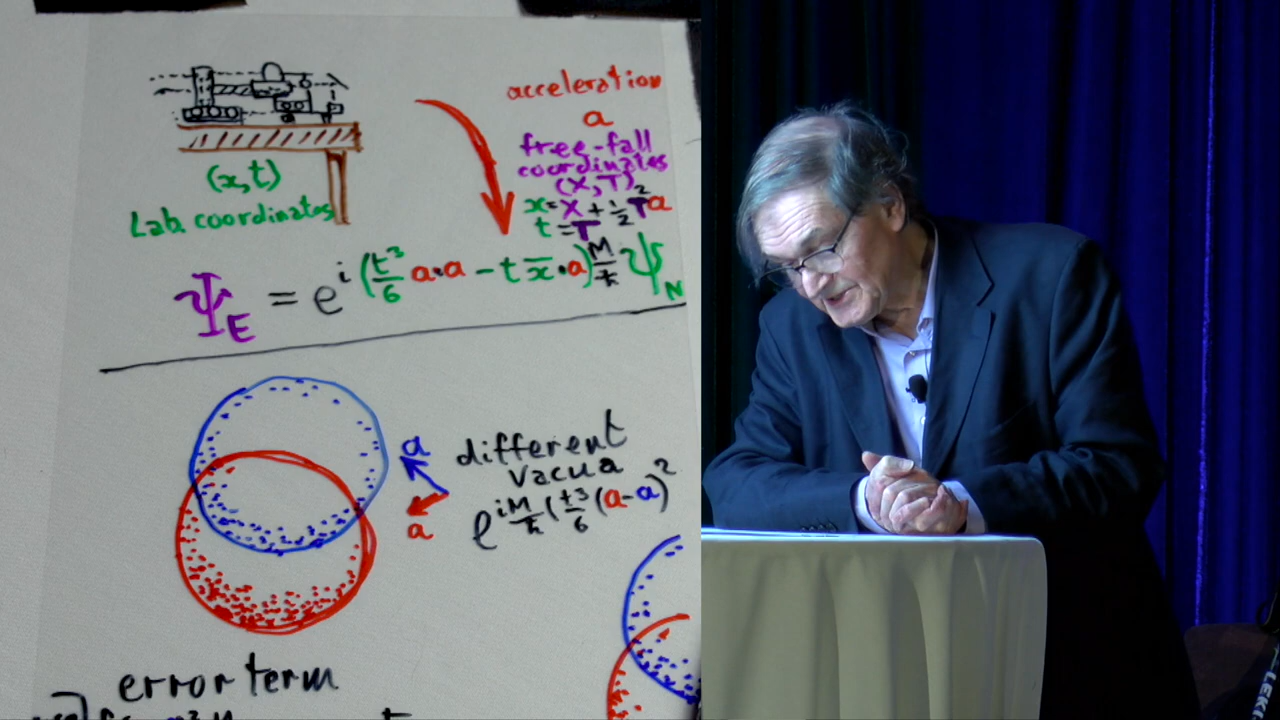 acceleration
a
free-fall
coordinates
(X,T)
x=X+½T²a
t=T
(x,t)
Lab. coordinates
Ψ_E = e^{i(t³/6 a·a − t x̄·a)M/ħ} ψ_N
a
a
different
vacua
e^{iM/ħ(t³/6(a-a)²
error term
LEKI